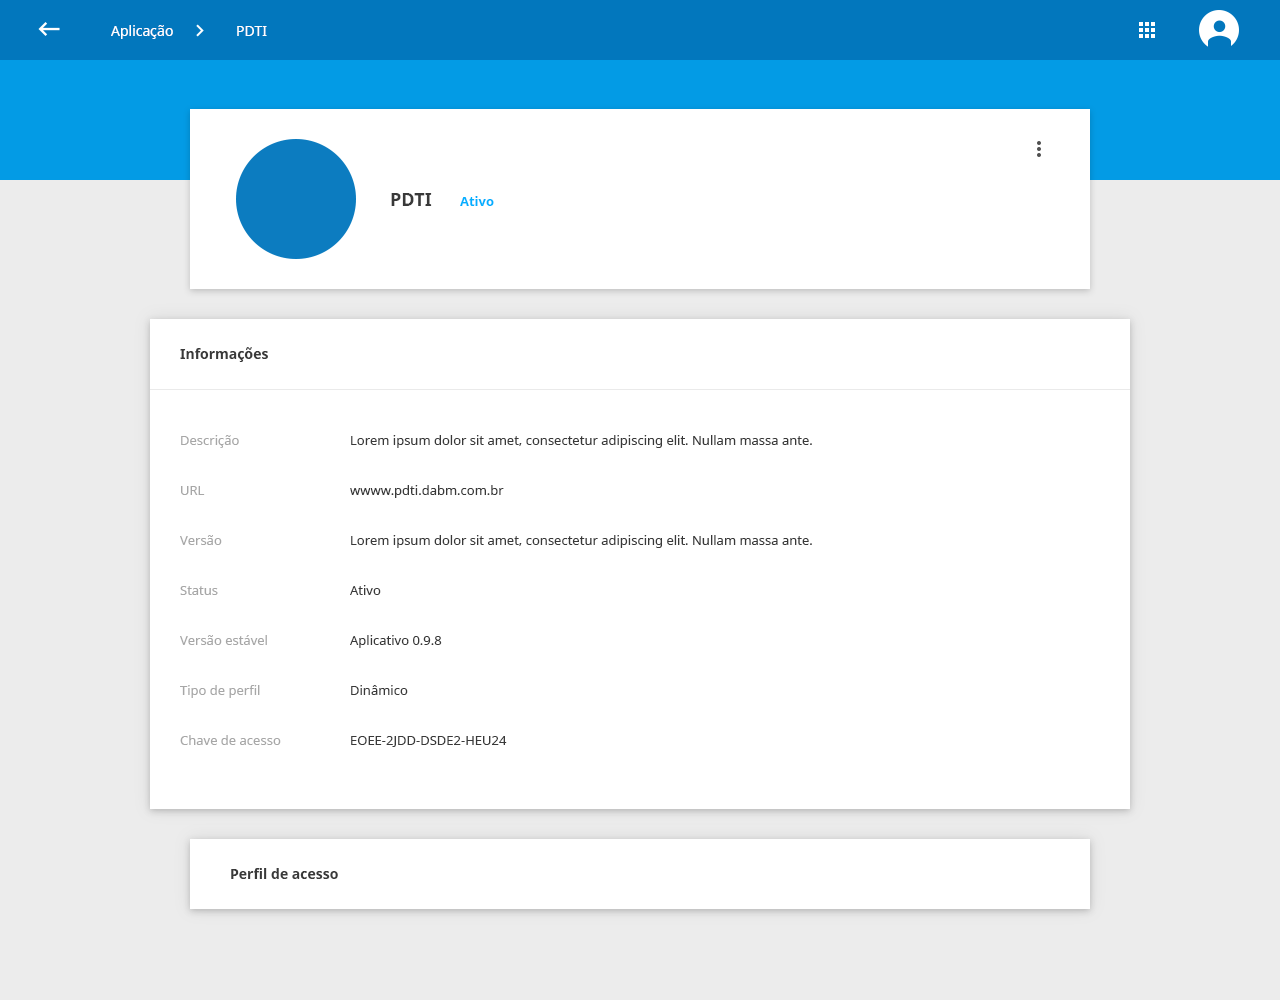 Aplicação PDTI
PDTI Ativo
Informações
Descrição Lorem ipsum dolor sit amet, consectetur adipiscing elit. Nullam massa ante.
URL wwww.pdti.dabm.com.br
Versão Lorem ipsum dolor sit amet, consectetur adipiscing elit. Nullam massa ante.
Status Ativo
Versão estável Aplicativo 0.9.8
Tipo de perfil Dinâmico
Chave de acesso EOEE-2JDD-DSDE2-HEU24
Perfil de acesso